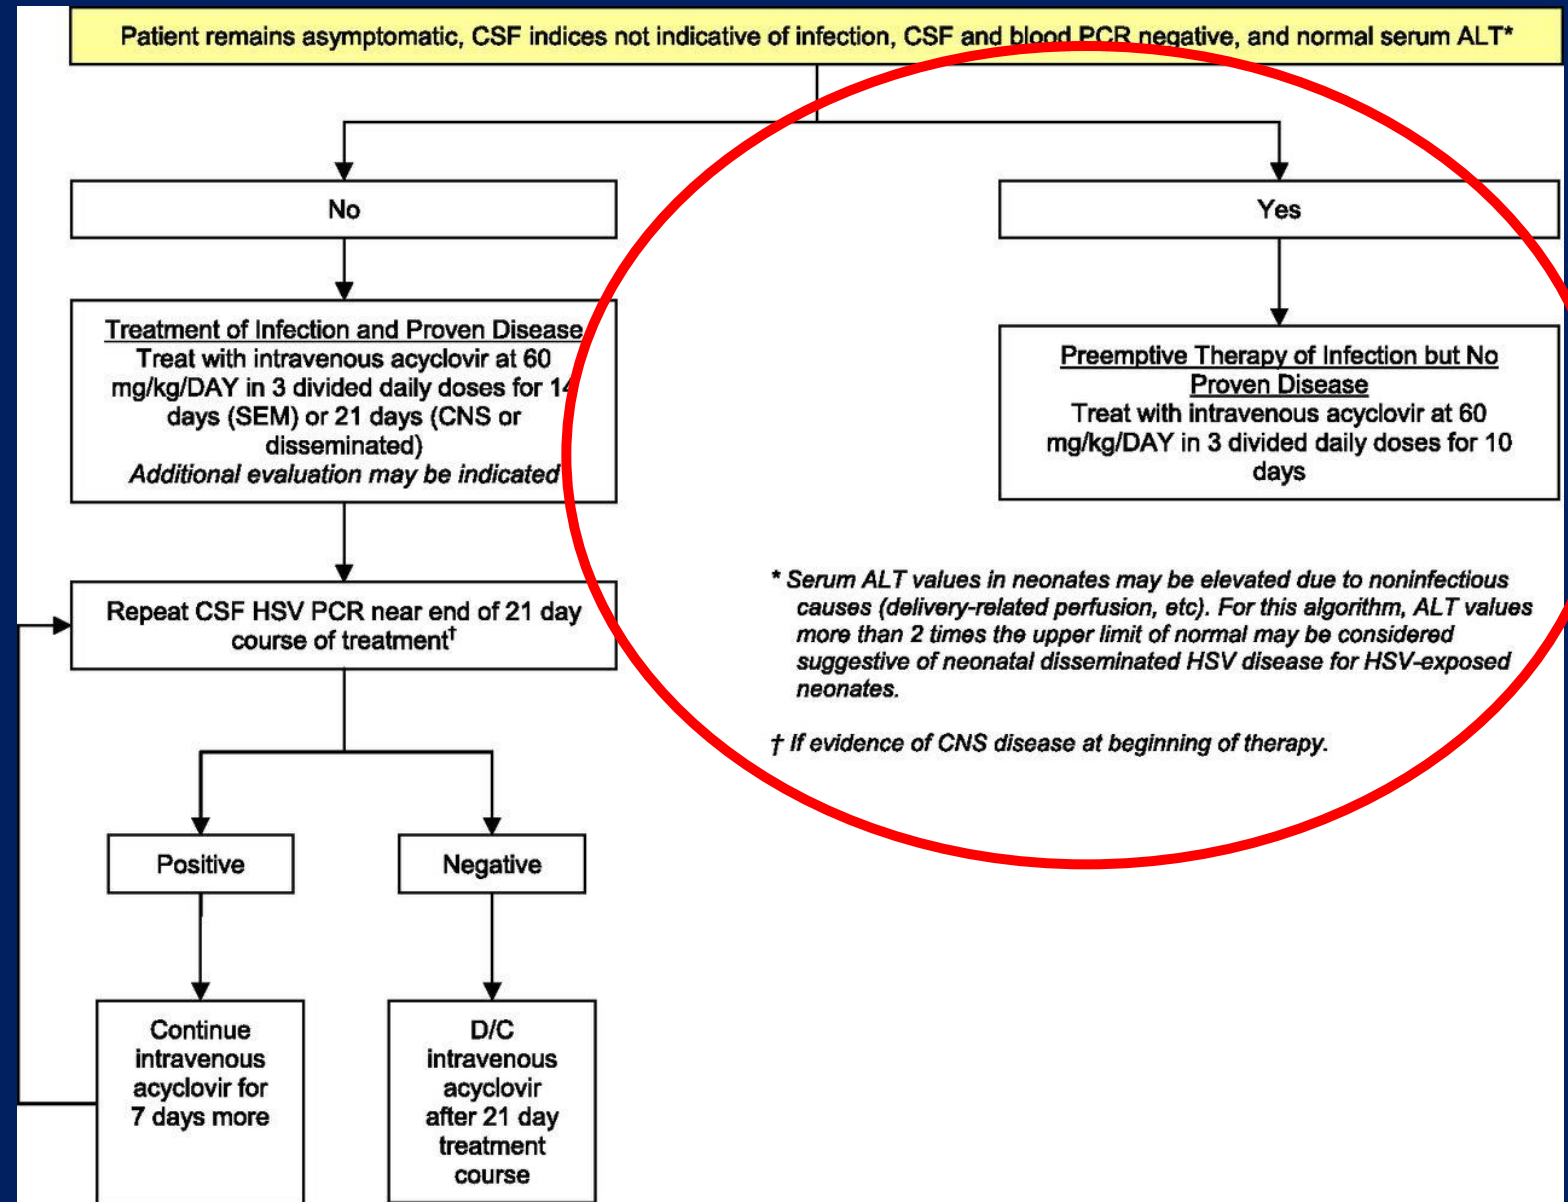 Patient remains asymptomatic, CSF indices not indicative of infection, CSF and blood PCR negative, and normal serum ALT*
No
Yes
Treatment of Infection and Proven Disease
Treat with intravenous acyclovir at 60
mg/kg/DAY in 3 divided daily doses for 14
days (SEM) or 21 days (CNS or
disseminated)
Additional evaluation may be indicated
Preemptive Therapy of Infection but No
Proven Disease
Treat with intravenous acyclovir at 60
mg/kg/DAY in 3 divided daily doses for 10
days
Repeat CSF HSV PCR near end of 21 day
course of treatment†
* Serum ALT values in neonates may be elevated due to noninfectious
causes (delivery-related perfusion, etc). For this algorithm, ALT values
more than 2 times the upper limit of normal may be considered
suggestive of neonatal disseminated HSV disease for HSV-exposed
neonates.
† If evidence of CNS disease at beginning of therapy.
Positive
Negative
Continue
intravenous
acyclovir for
7 days more
D/C
intravenous
acyclovir
after 21 day
treatment
course